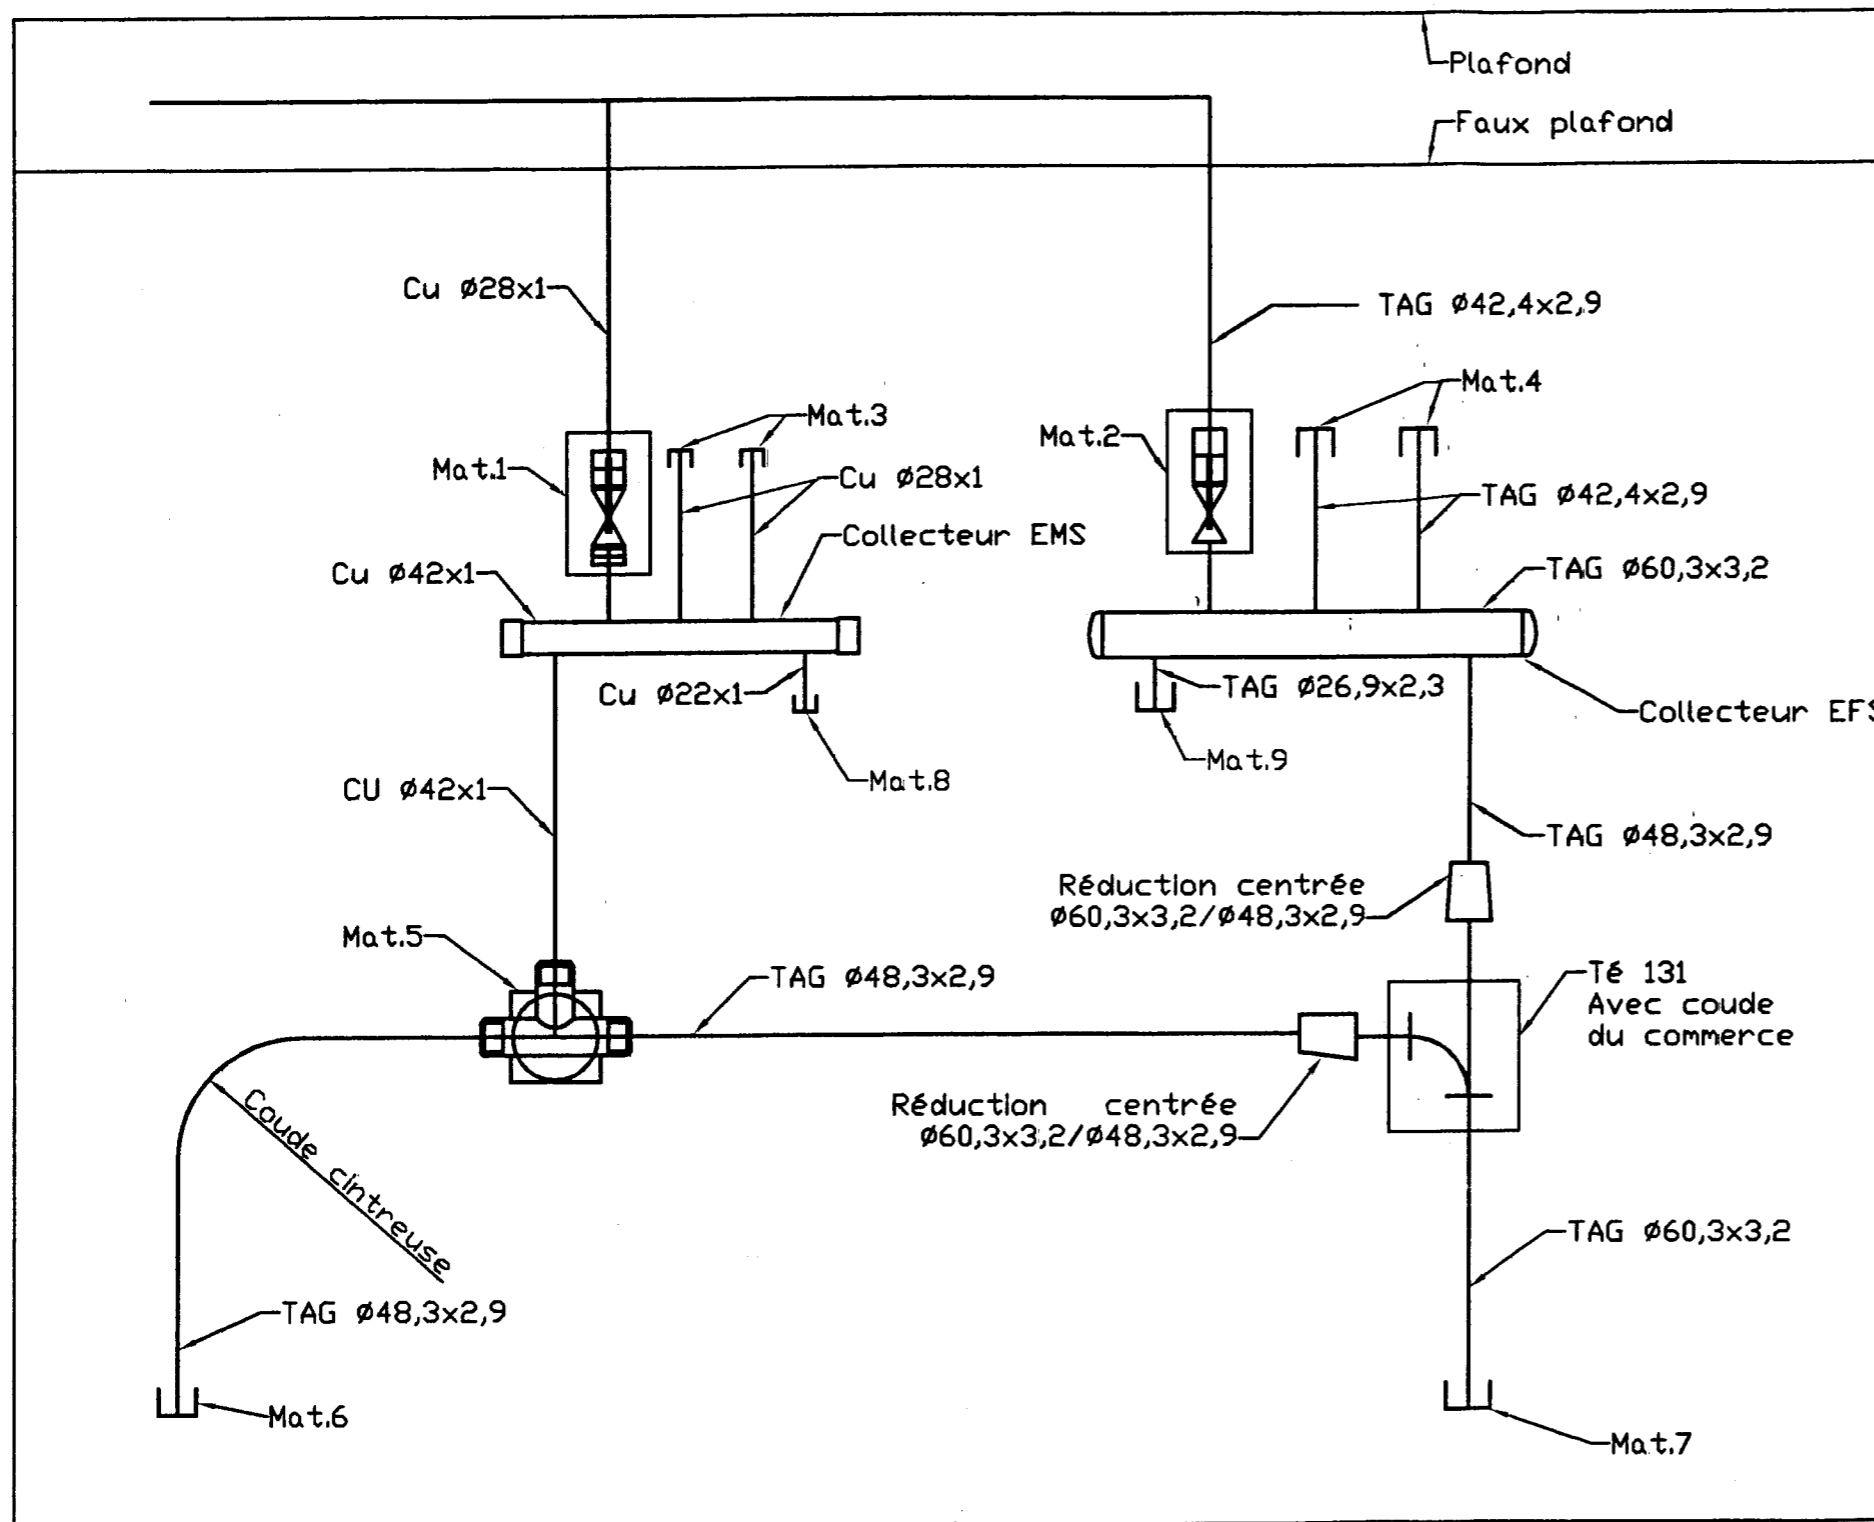 Plafond
Faux plafond
Cu ø28x1
TAG ø42,4x2,9
Mat.4
Mat.3
Mat.2
Mat.1
Cu ø28x1
TAG ø42,4x2,9
Collecteur EMS
TAG ø60,3x3,2
Cu ø42x1
Cu ø22x1
TAG ø26,9x2,3
Collecteur EFS
Mat.9
Mat.8
CU ø42x1
TAG ø48,3x2,9
Réduction centrée
ø60,3x3,2/ø48,3x2,9
Mat.5
TAG ø48,3x2,9
Té 131
Avec coude
du commerce
Réduction centrée
ø60,3x3,2/ø48,3x2,9
Coude cintreuse
TAG ø60,3x3,2
TAG ø48,3x2,9
Mat.6
Mat.7